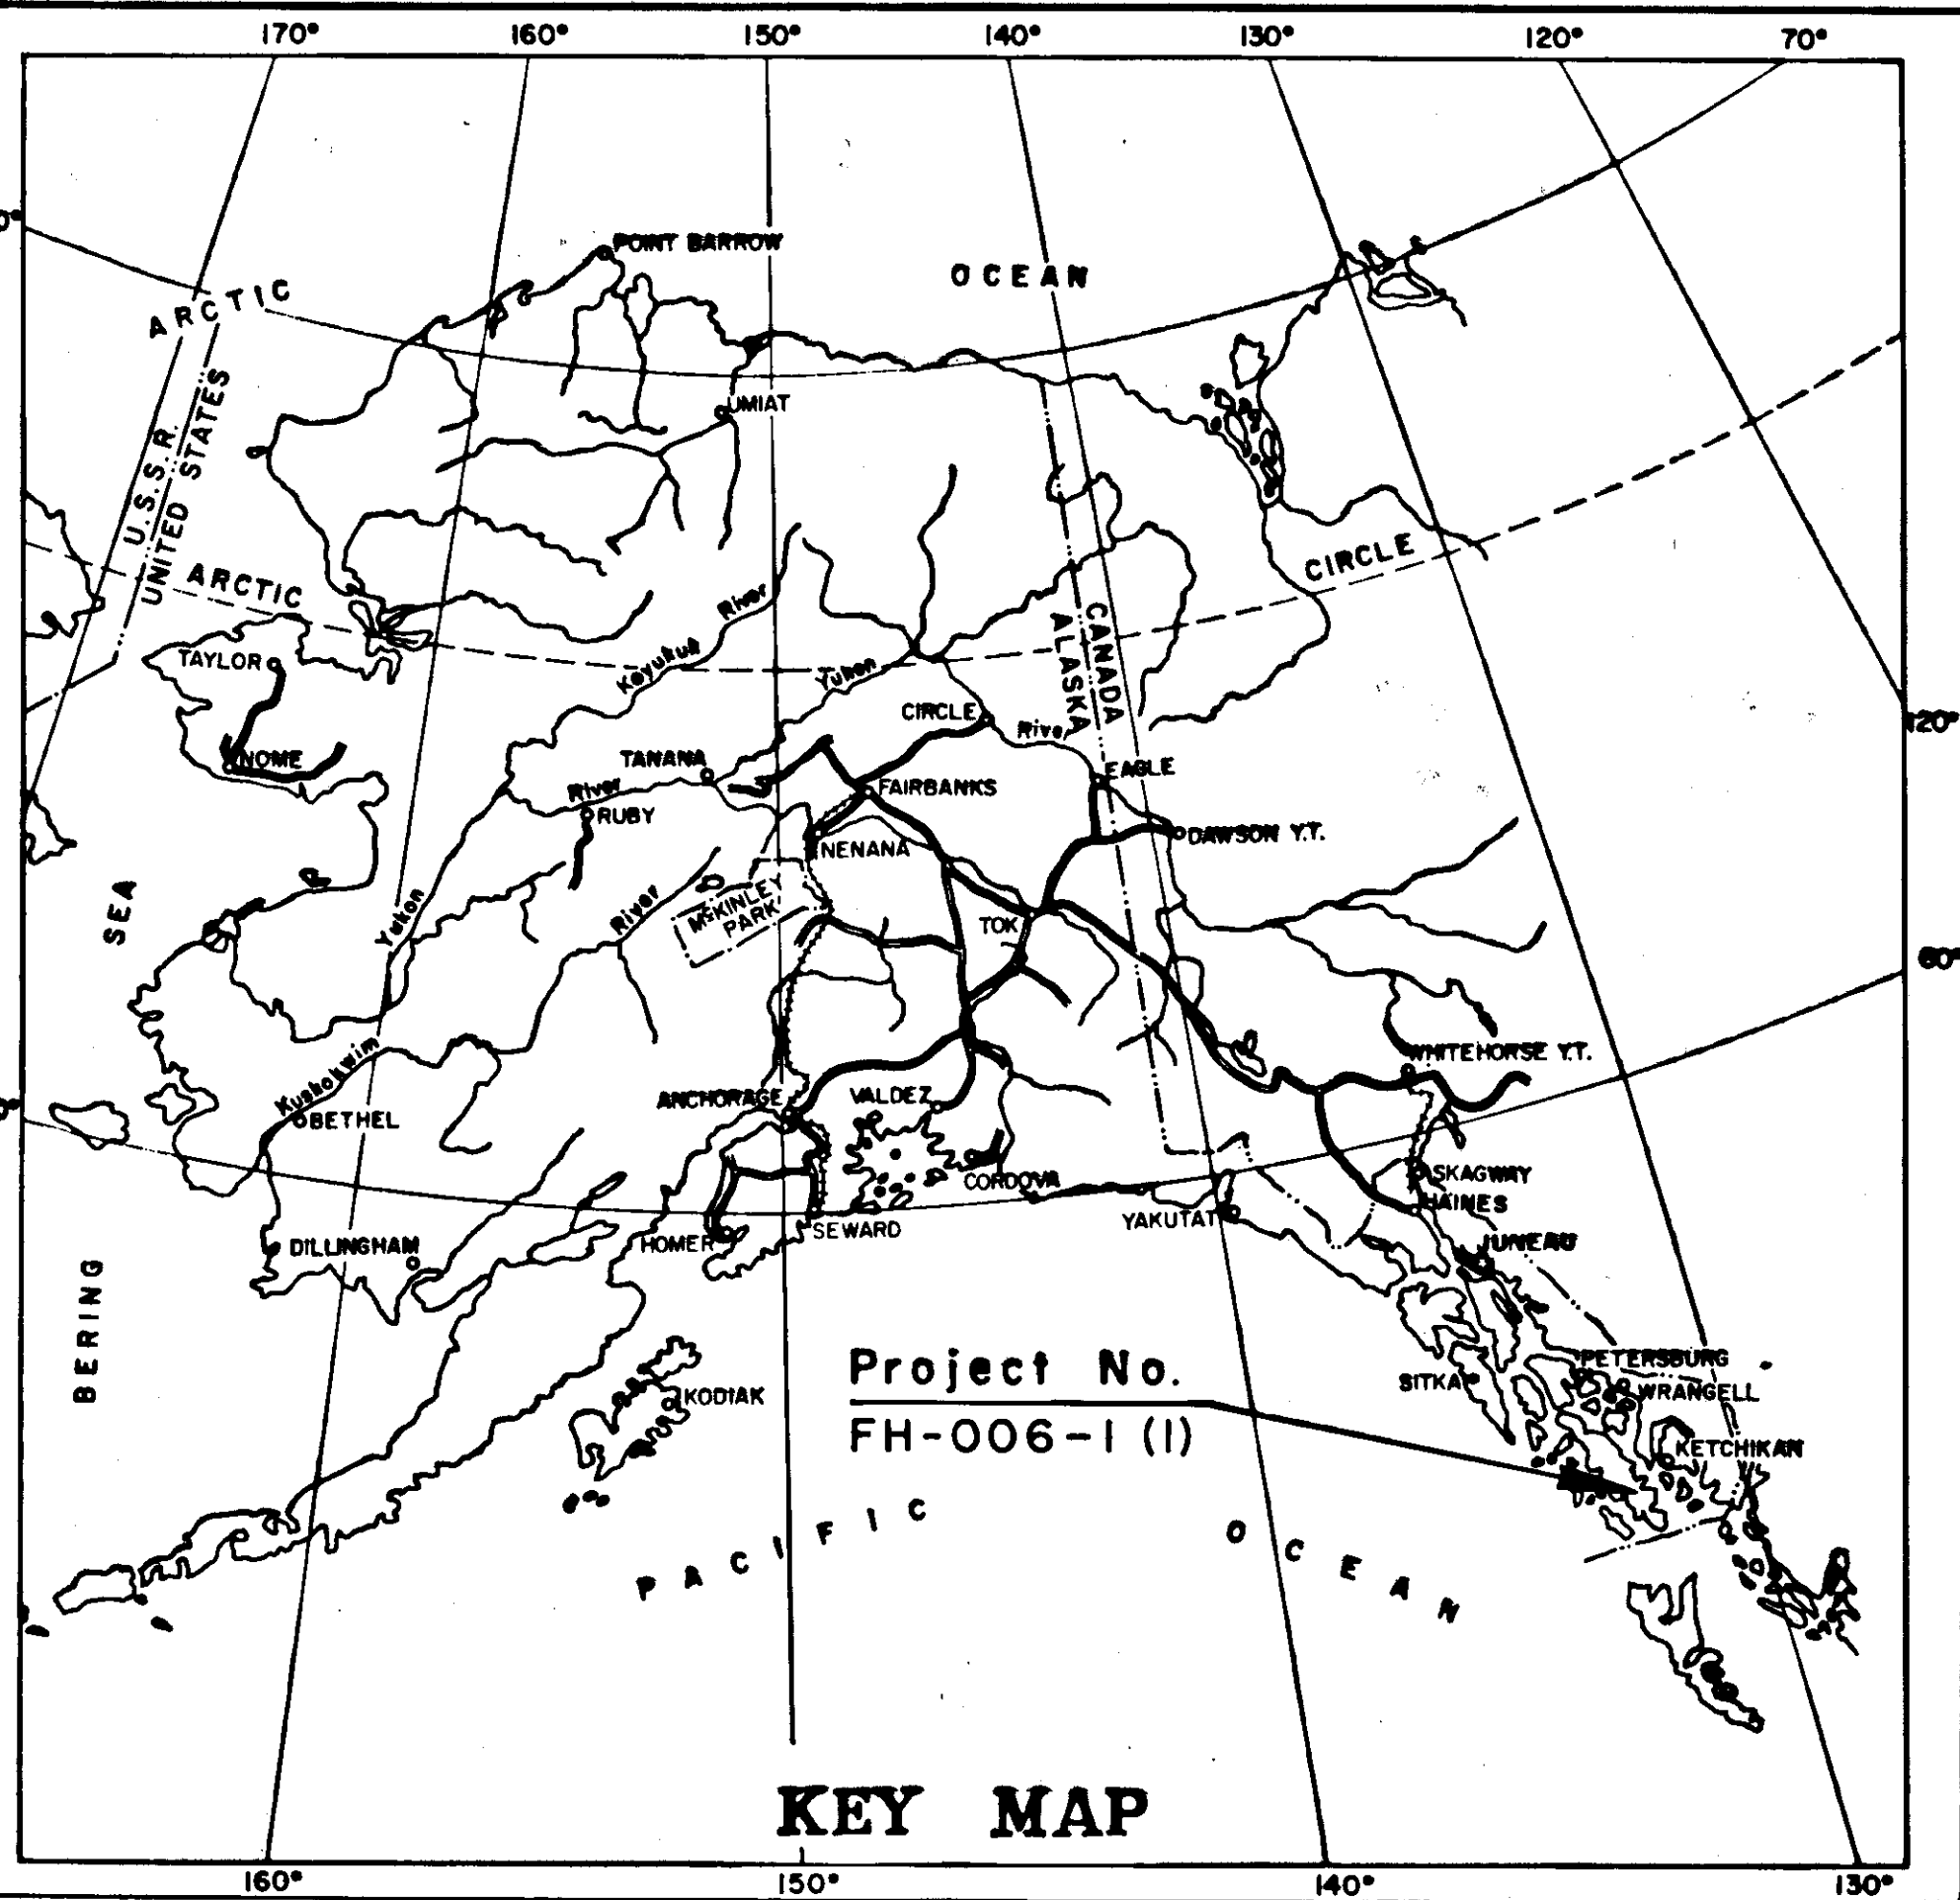 170° 160° 150° 140° 130° 120° 70°
POINT BARROW
OCEAN
ARCTIC
UMIAT
U.S.S.R.
UNITED STATES
ARCTIC
CIRCLE
CANADA
ALASKA
TAYLOR
Koyukuk River
Yukon
CIRCLE
River
120°
NOME
TANANA
EAGLE
FAIRBANKS
River
RUBY
DAWSON Y.T.
NENANA
McKINLEY
PARK
SEA
Yukon
River
TOK
60°
WHITEHORSE Y.T.
Kuskokwim
ANCHORAGE
VALDEZ
BETHEL
SKAGWAY
CORDOVA
HAINES
YAKUTAT
SEWARD
HOMER
DILLINGHAM
JUNEAU
BERING
Project No.
FH-006-1 (1)
PETERSBURG
SITKA
WRANGELL
KODIAK
KETCHIKAN
PACIFIC
OCEAN
KEY MAP
160° 150° 140° 130°